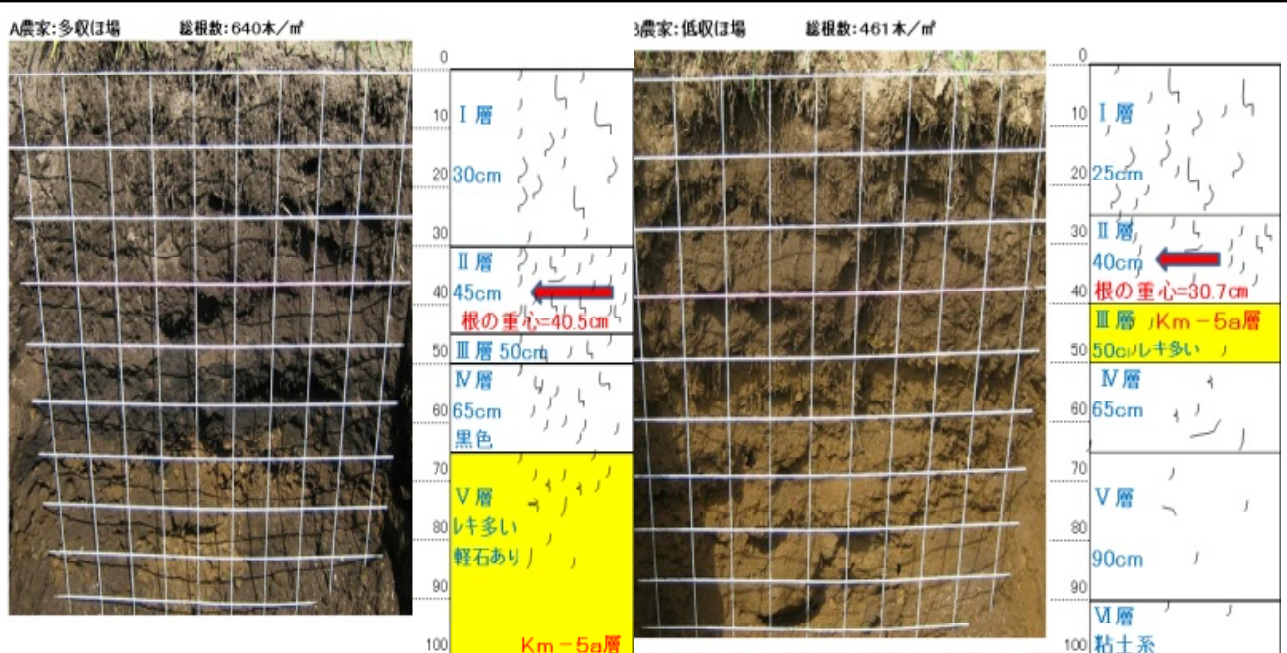 A農家:多収ほ場 総根数:640本/㎡
0
10
20
30
40
50
60
70
80
90
100
Ⅰ層
30cm
Ⅱ層
45cm
根の重心=40.5㎝
Ⅲ層 50cm
Ⅳ層
65cm
黒色
Ⅴ層
レキ多い
軽石あり
Km-5a層
B農家:低収ほ場 総根数:461本/㎡
0
10
20
30
40
50
60
70
80
90
100
Ⅰ層
25cm
Ⅱ層
40cm
根の重心=30.7㎝
Ⅲ層 Km-5a層
50cm レキ多い
Ⅳ層
65cm
Ⅴ層
90cm
Ⅵ層
粘土系